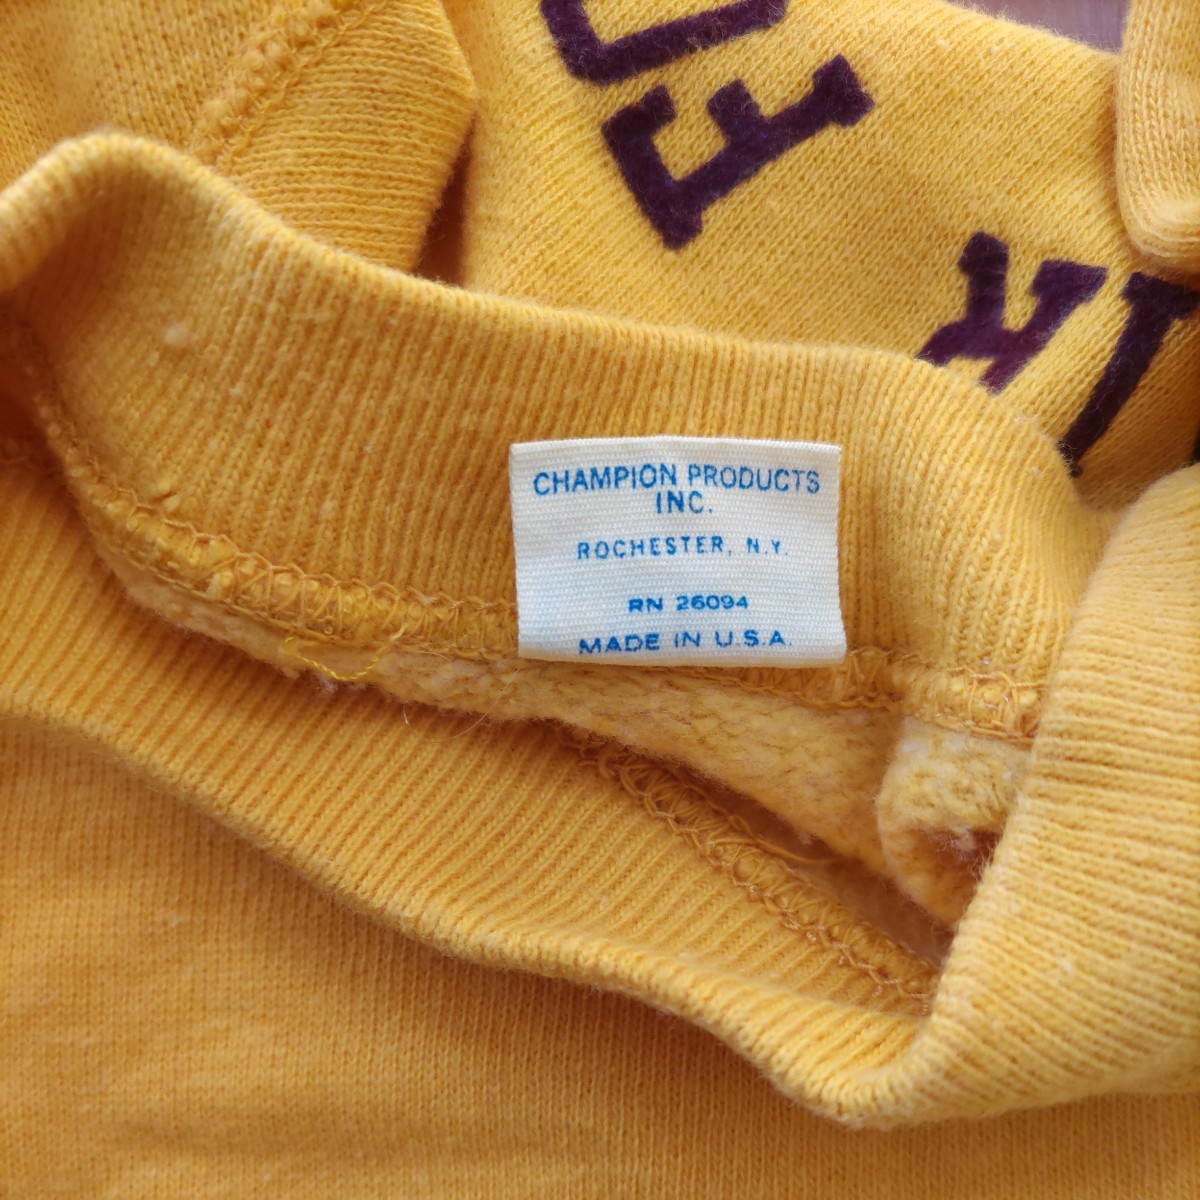 CHAMPION PRODUCTS
INC.
ROCHESTER, N.Y.
RN 26094
MADE IN U.S.A.